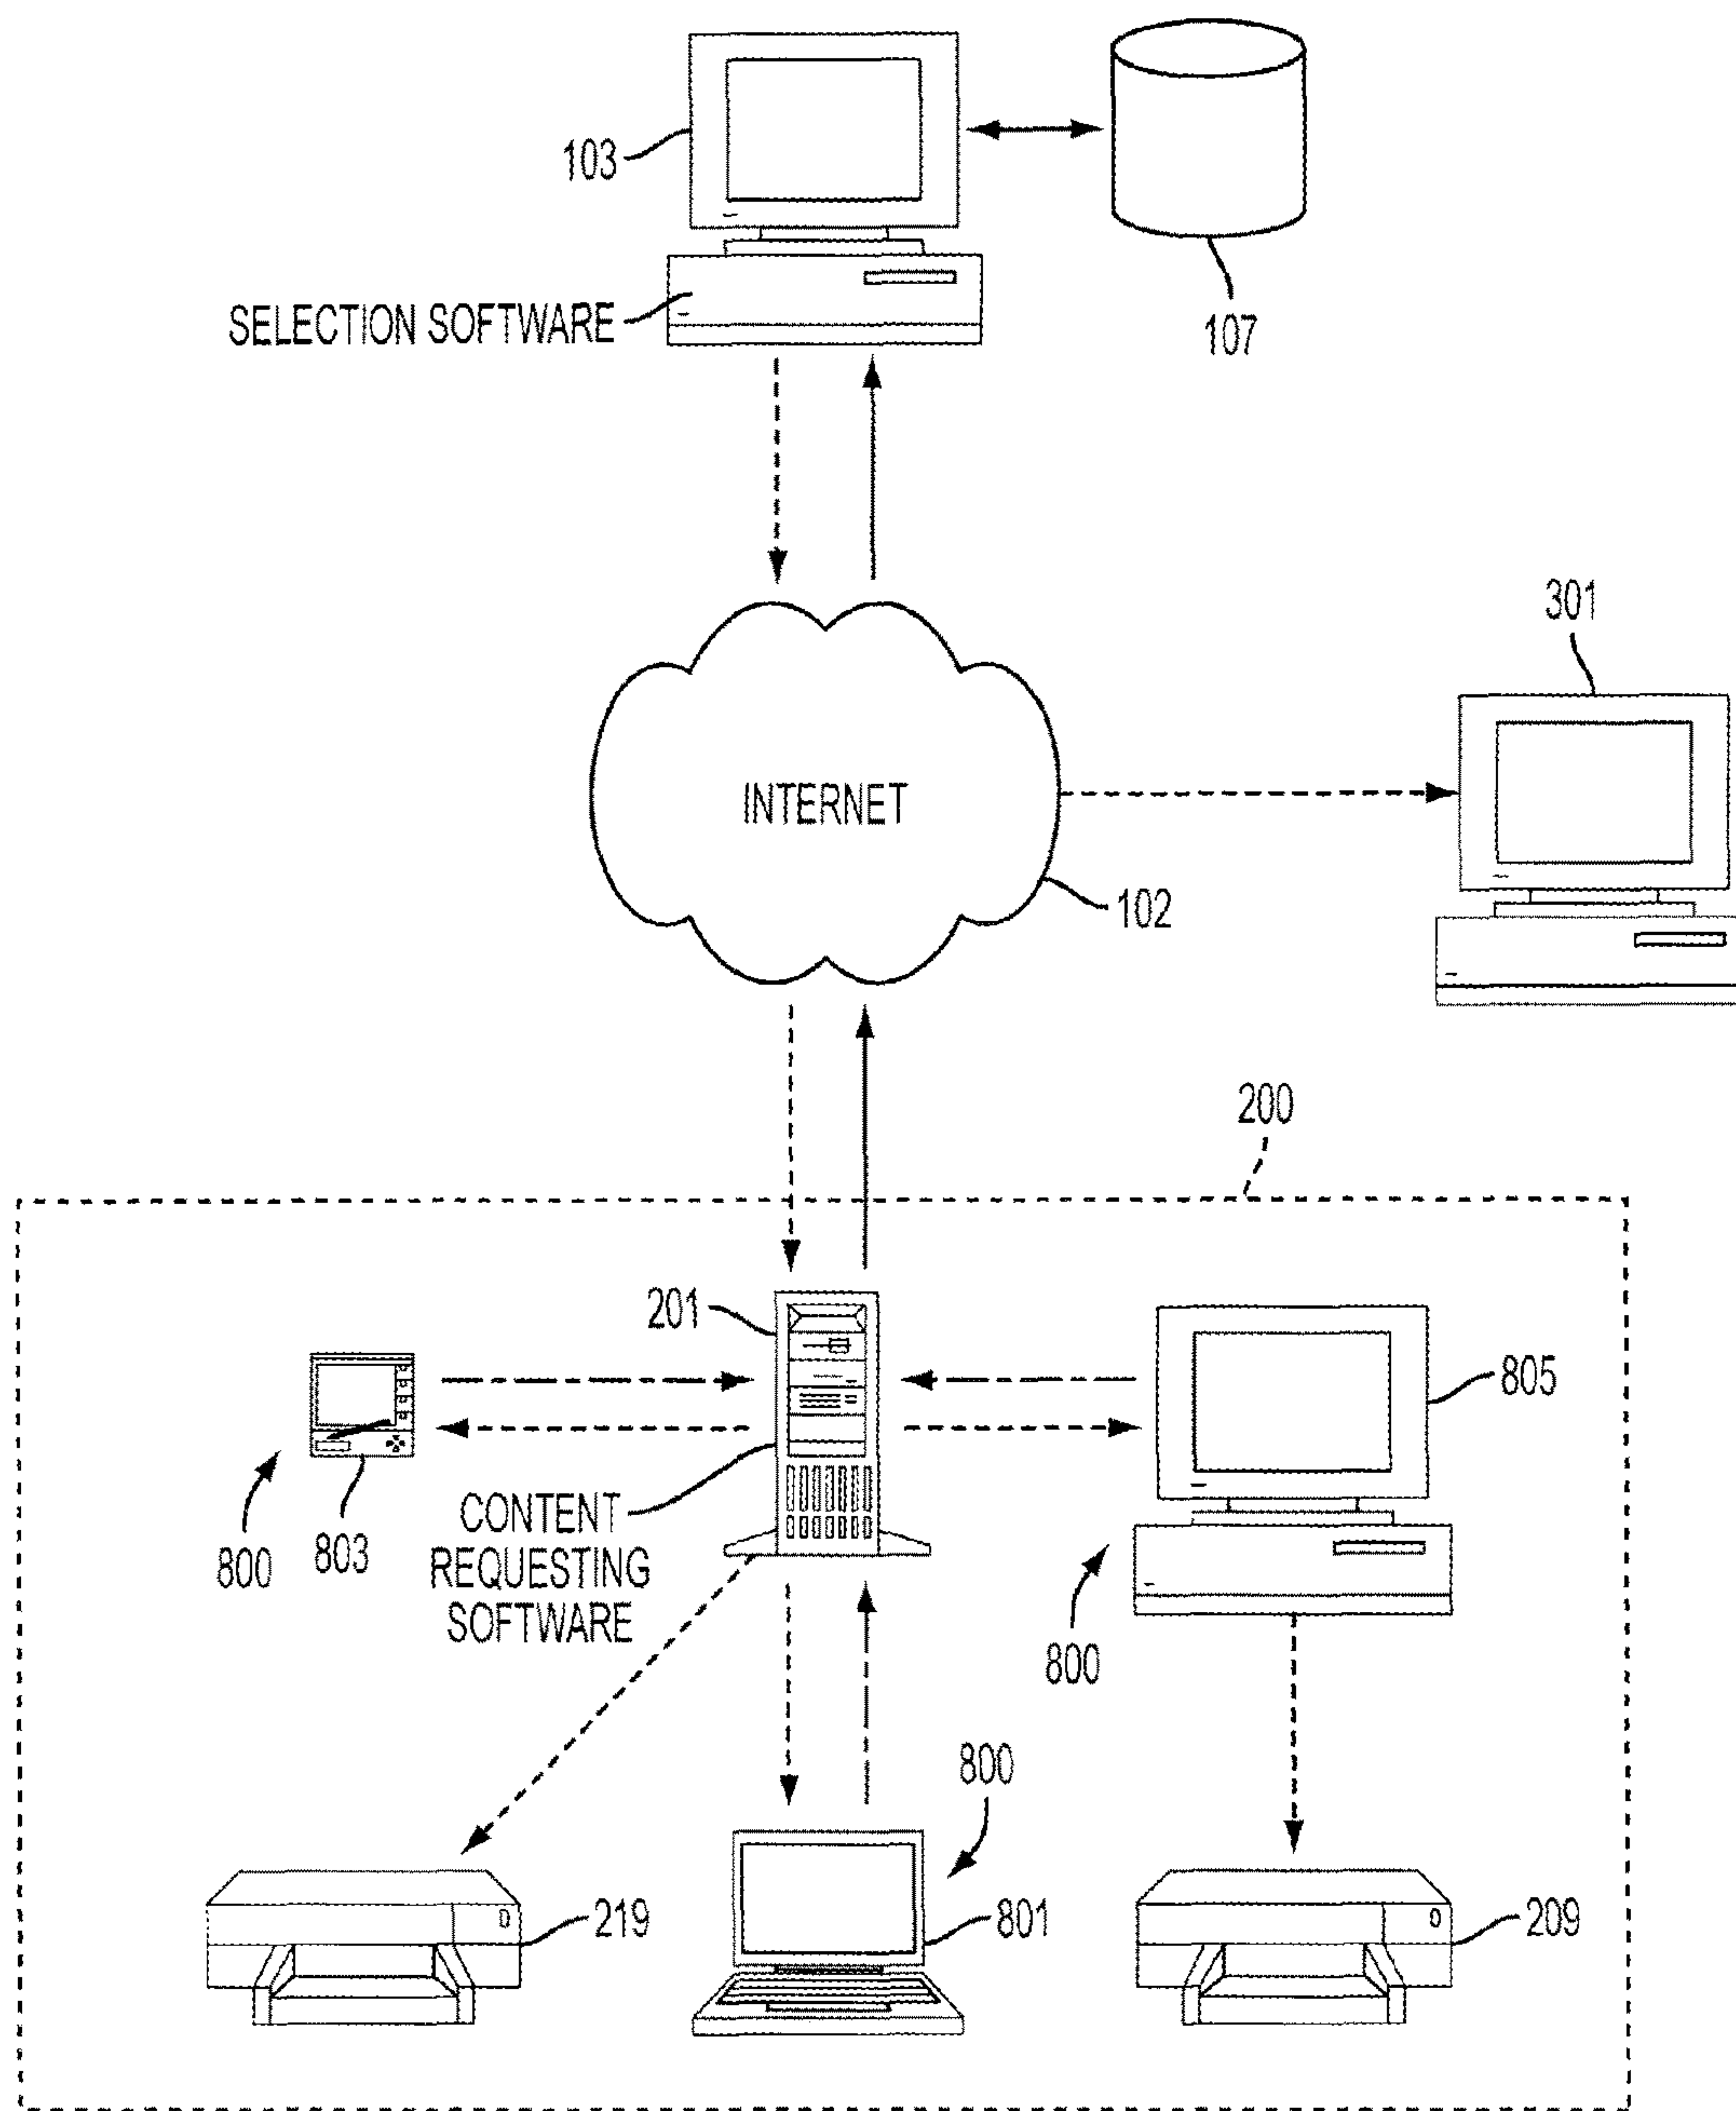 103
SELECTION SOFTWARE
107
301
INTERNET
102
200
201
805
CONTENT
REQUESTING
SOFTWARE
800
803
800
800
219
801
209